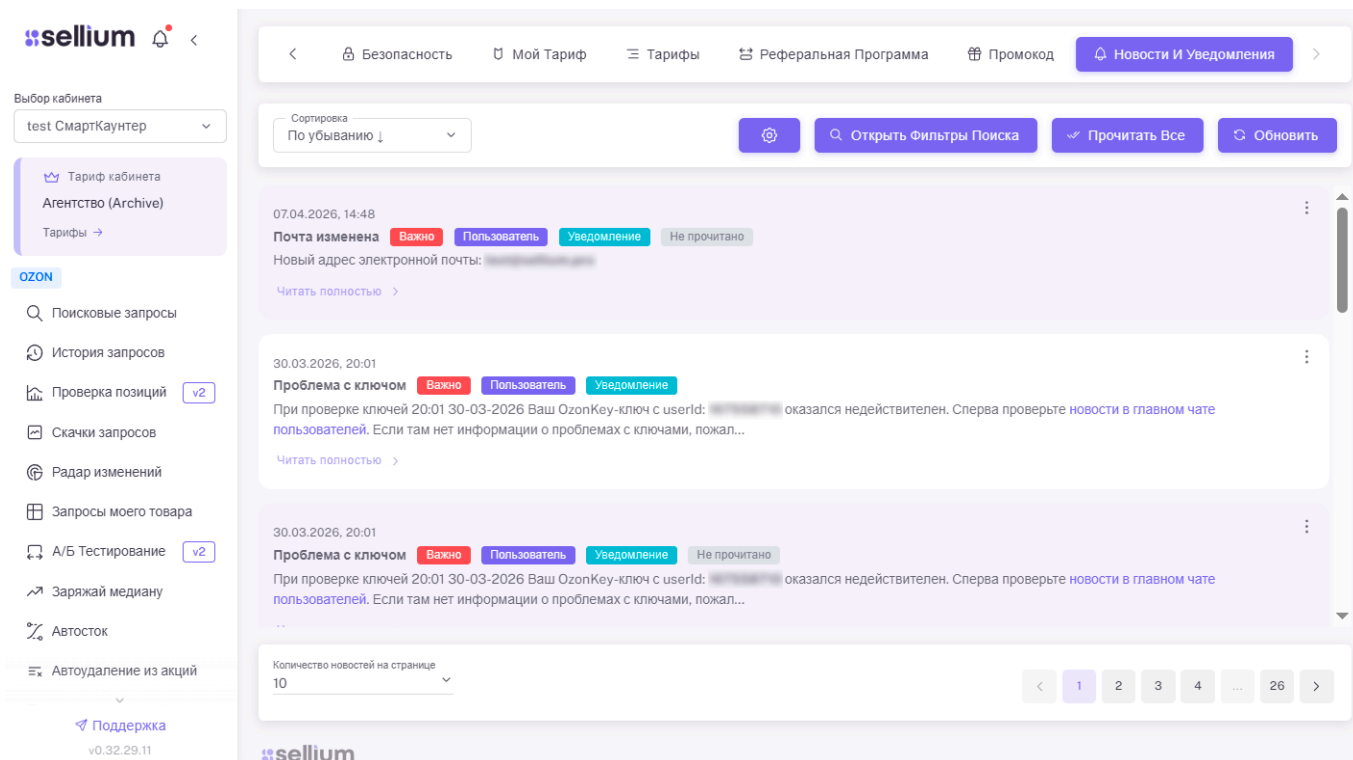 sellium
Выбор кабинета
test СмартКаунтер
Тариф кабинета
Агентство (Archive)
Тарифы →
OZON
Поисковые запросы
История запросов
Проверка позиций v2
Скачки запросов
Радар изменений
Запросы моего товара
А/Б Тестирование v2
Заряжай медиану
Автосток
Автоудаление из акций
Поддержка
v0.32.29.11
Безопасность Мой Тариф Тарифы Реферальная Программа Промокод Новости И Уведомления
Сортировка
По убыванию ↓
Открыть Фильтры Поиска Прочитать Все Обновить
07.04.2026, 14:48
Почта изменена Важно Пользователь Уведомление Не прочитано
Новый адрес электронной почты:
Читать полностью >
30.03.2026, 20:01
Проблема с ключом Важно Пользователь Уведомление
При проверке ключей 20:01 30-03-2026 Ваш OzonKey-ключ с userId: оказался недействителен. Сперва проверьте новости в главном чате
пользователей. Если там нет информации о проблемах с ключами, пожал...
Читать полностью >
30.03.2026, 20:01
Проблема с ключом Важно Пользователь Уведомление Не прочитано
При проверке ключей 20:01 30-03-2026 Ваш OzonKey-ключ с userId: оказался недействителен. Сперва проверьте новости в главном чате
пользователей. Если там нет информации о проблемах с ключами, пожал...
Количество новостей на странице
10
< 1 2 3 4 ... 26 >
sellium